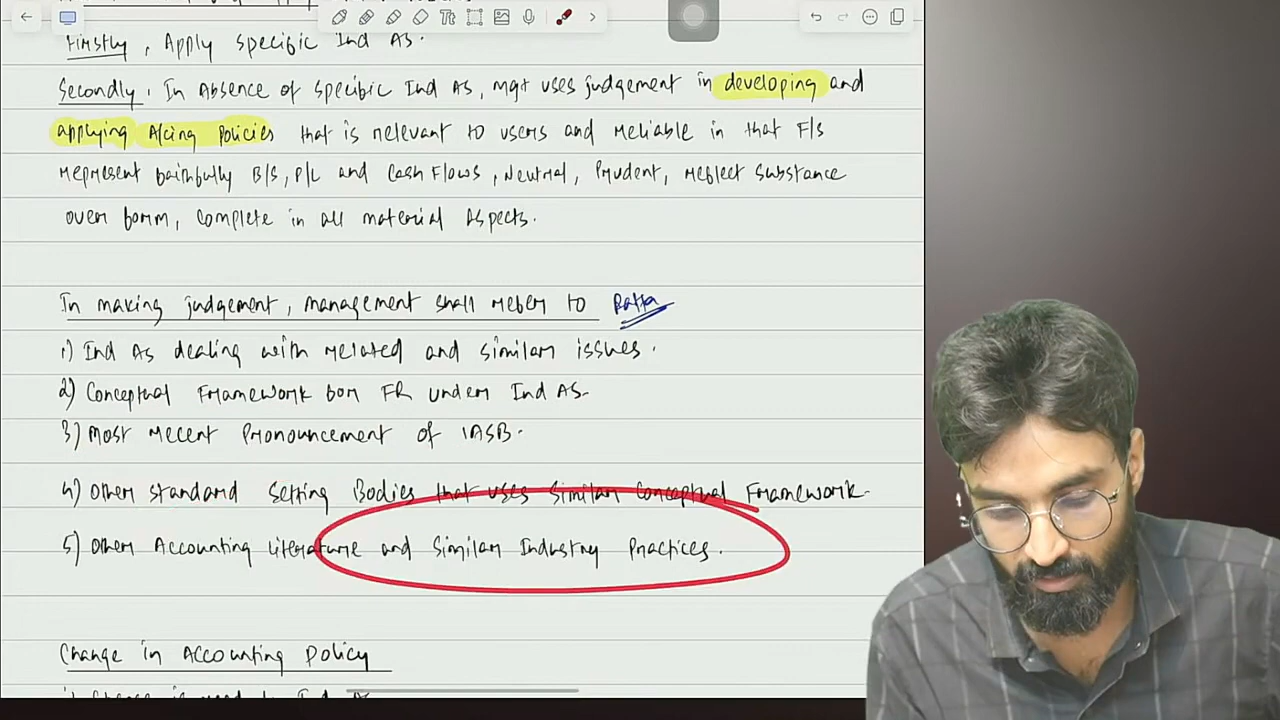 Firstly, Apply Specific Ind AS.
Secondly. In Absence of Specific Ind AS, mgt uses judgement in developing and
applying A/cing Policies that is relevant to users and reliable in that F/s
represent faithfully B/S, P/L and Cash Flows, Neutral, Prudent, reflect substance
over form, complete in all material Aspects.
In making judgement, management shall refer to Ratta
1) Ind As dealing with related and similar issues.
2) Conceptual Framework for FR under Ind AS.
3) Most recent Pronouncement of IASB.
4) Other Standard Setting Bodies that uses similar Conceptual Framework.
5) Other Accounting Literature and Similar Industry Practices.
Change in Accounting Policy